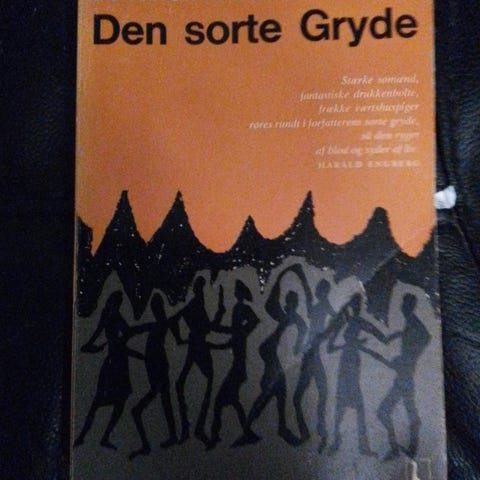 Den sorte Gryde
Stærke sømænd,
fantastiske drukkenbolte,
frække værtshuspiger
røres rundt i forfatterens sorte gryde,
så den ryger
af blod og syder af liv.
HARALD ENGBERG